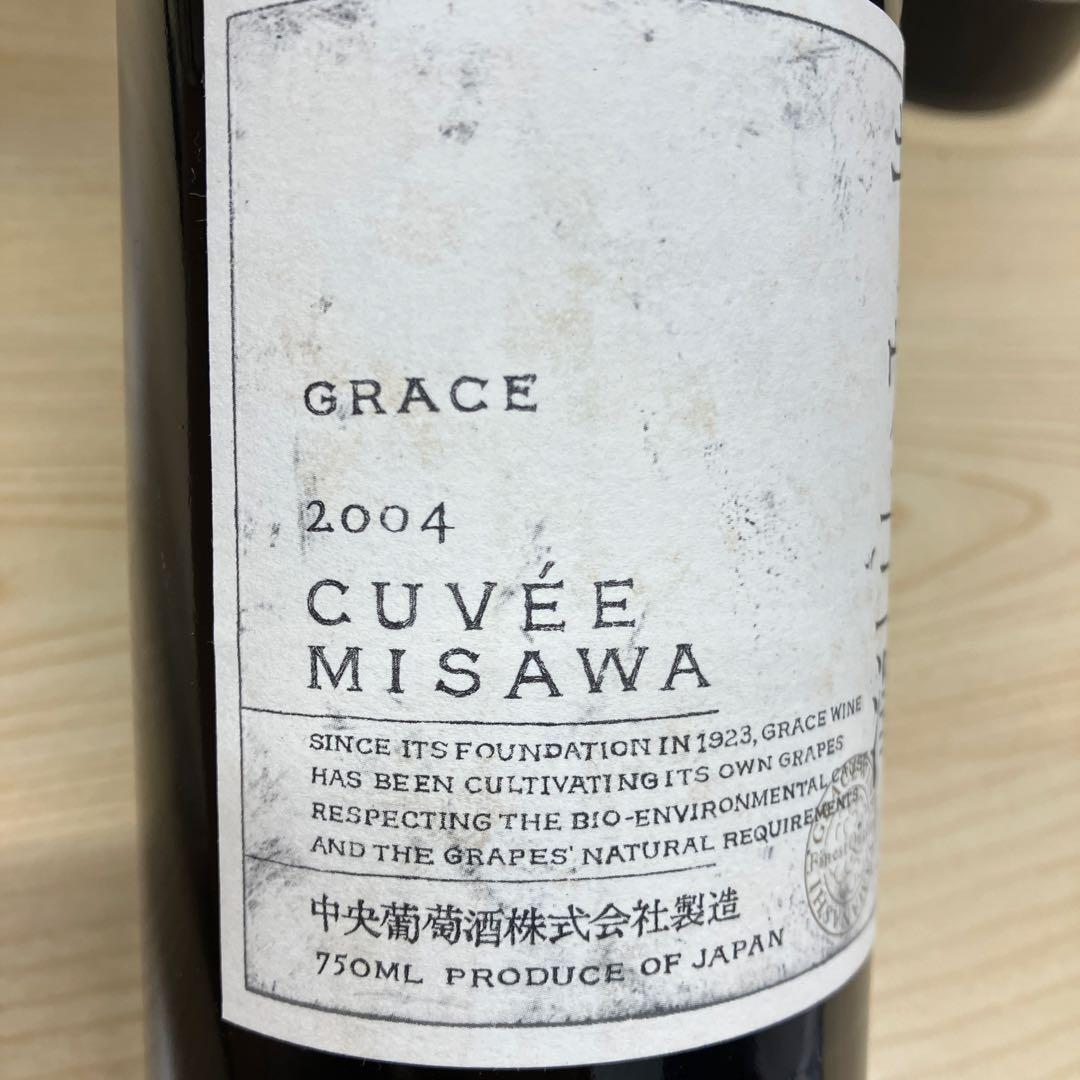 GRACE
2004
CUVÉE
MISAWA
SINCE ITS FOUNDATION IN 1923, GRACE WINE
HAS BEEN CULTIVATING ITS OWN GRAPES
RESPECTING THE BIO-ENVIRONMENTAL CAUSE
AND THE GRAPES' NATURAL REQUIREMENTS
中央葡萄酒株式会社製造
750ML PRODUCE OF JAPAN